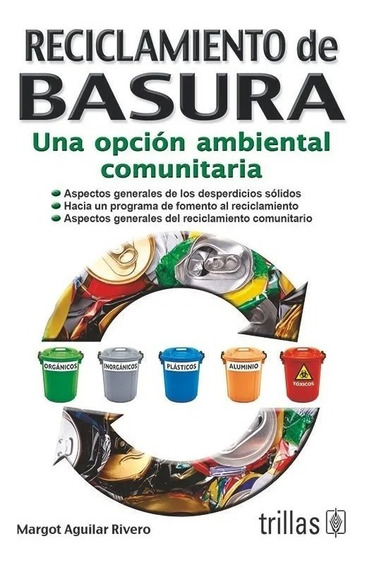 RECICLAMIENTO de
BASURA
Una opción ambiental
comunitaria
Aspectos generales de los desperdicios sólidos
Hacia un programa de fomento al reciclamiento
Aspectos generales del reciclamiento comunitario
ORGÁNICOS
INORGÁNICOS
PLÁSTICOS
ALUMINIO
TÓXICOS
Margot Aguilar Rivero
trillas